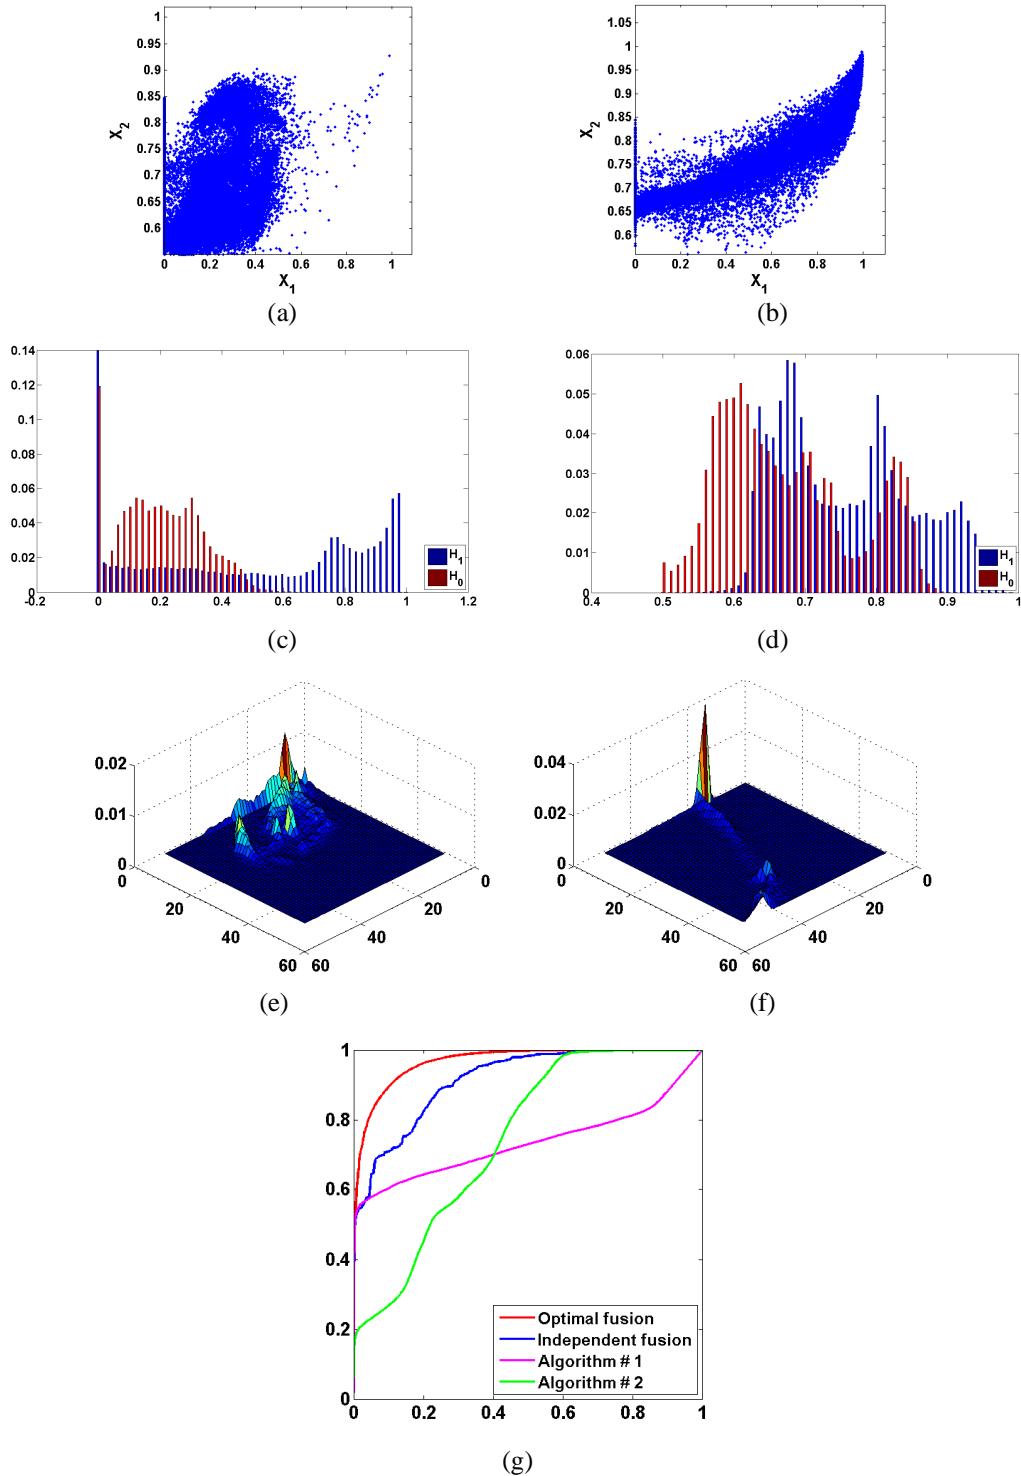 1
0.95
0.9
0.85
0.8
0.75
0.7
0.65
0.6
X2
0 0.2 0.4 0.6 0.8 1
X1
(a)
1.05
1
0.95
0.9
0.85
0.8
0.75
0.7
0.65
0.6
X2
0 0.2 0.4 0.6 0.8 1
X1
(b)
0.14
0.12
0.1
0.08
0.06
0.04
0.02
0
-0.2 0 0.2 0.4 0.6 0.8 1 1.2
H1
H0
(c)
0.06
0.05
0.04
0.03
0.02
0.01
0
0.4 0.5 0.6 0.7 0.8 0.9 1
H1
H0
(d)
0.02
0.01
0
0
20
40
60
60
40
20
0
(e)
0.04
0.02
0
0
20
40
60
60
40
20
0
(f)
1
0.8
0.6
0.4
0.2
0
0 0.2 0.4 0.6 0.8 1
Optimal fusion
Independent fusion
Algorithm # 1
Algorithm # 2
(g)